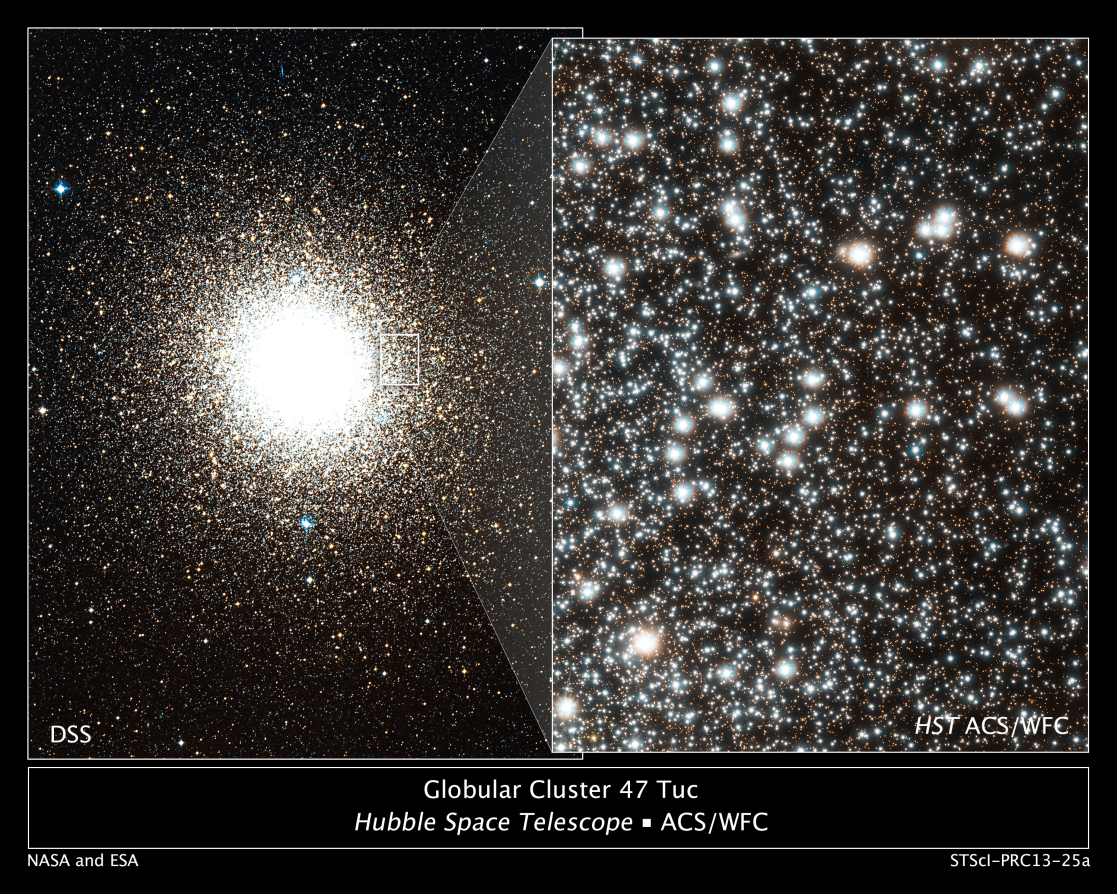 DSS
HST ACS/WFC
Globular Cluster 47 Tuc
Hubble Space Telescope ▪ ACS/WFC
NASA and ESA
STScI-PRC13-25a